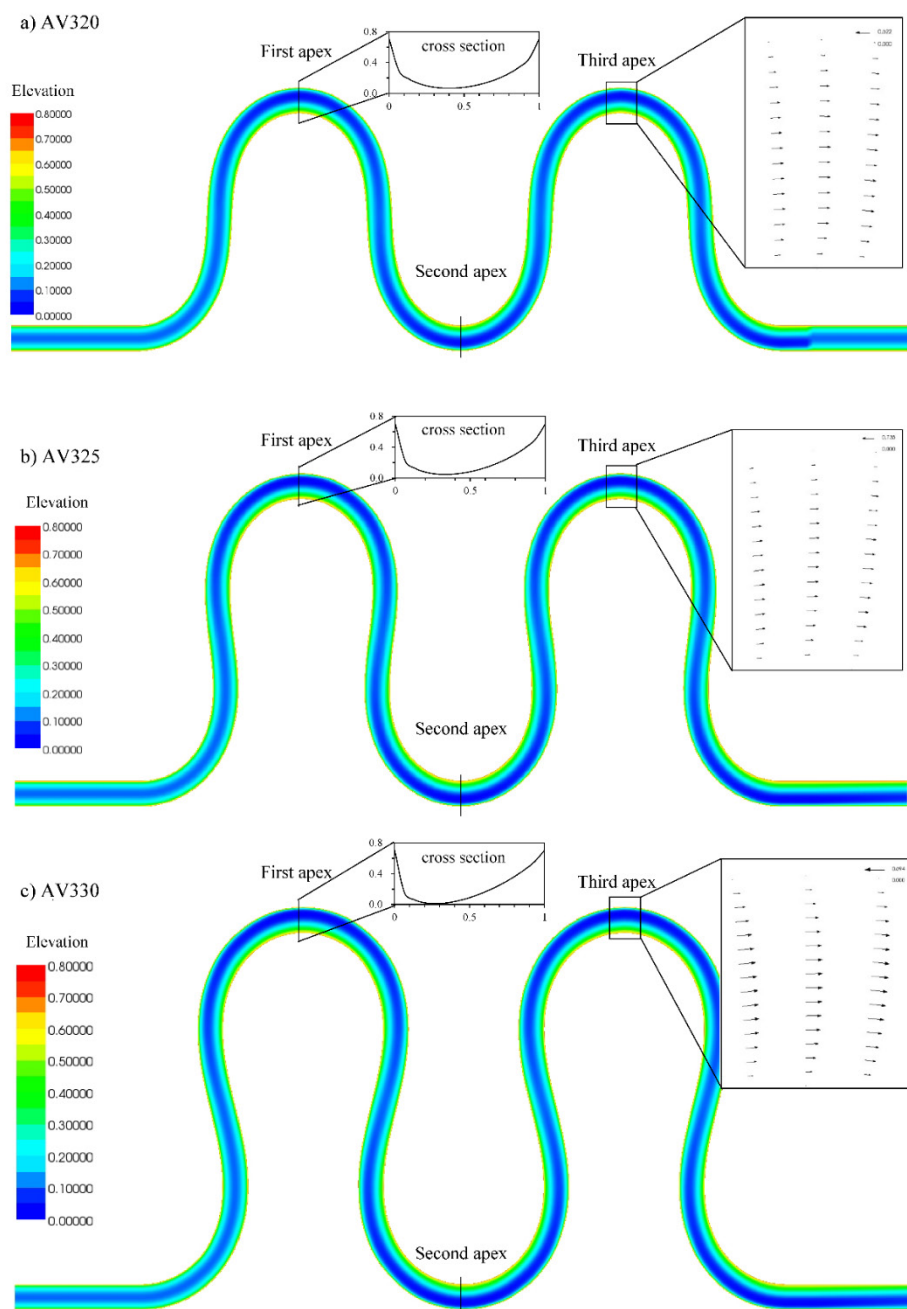 a) AV320
First apex
0.8
cross section
0.4
0.0
0 0.5 1
Third apex
0.000
Elevation
0.80000
0.70000
0.60000
0.50000
0.40000
0.30000
0.20000
0.10000
0.00000
Second apex
b) AV325
First apex
0.8
cross section
0.4
0.0
0 0.5 1
Third apex
0.000
Elevation
0.80000
0.70000
0.60000
0.50000
0.40000
0.30000
0.20000
0.10000
0.00000
Second apex
c) AV330
First apex
0.8
cross section
0.4
0.0
0 0.5 1
Third apex
0.000
Elevation
0.80000
0.70000
0.60000
0.50000
0.40000
0.30000
0.20000
0.10000
0.00000
Second apex